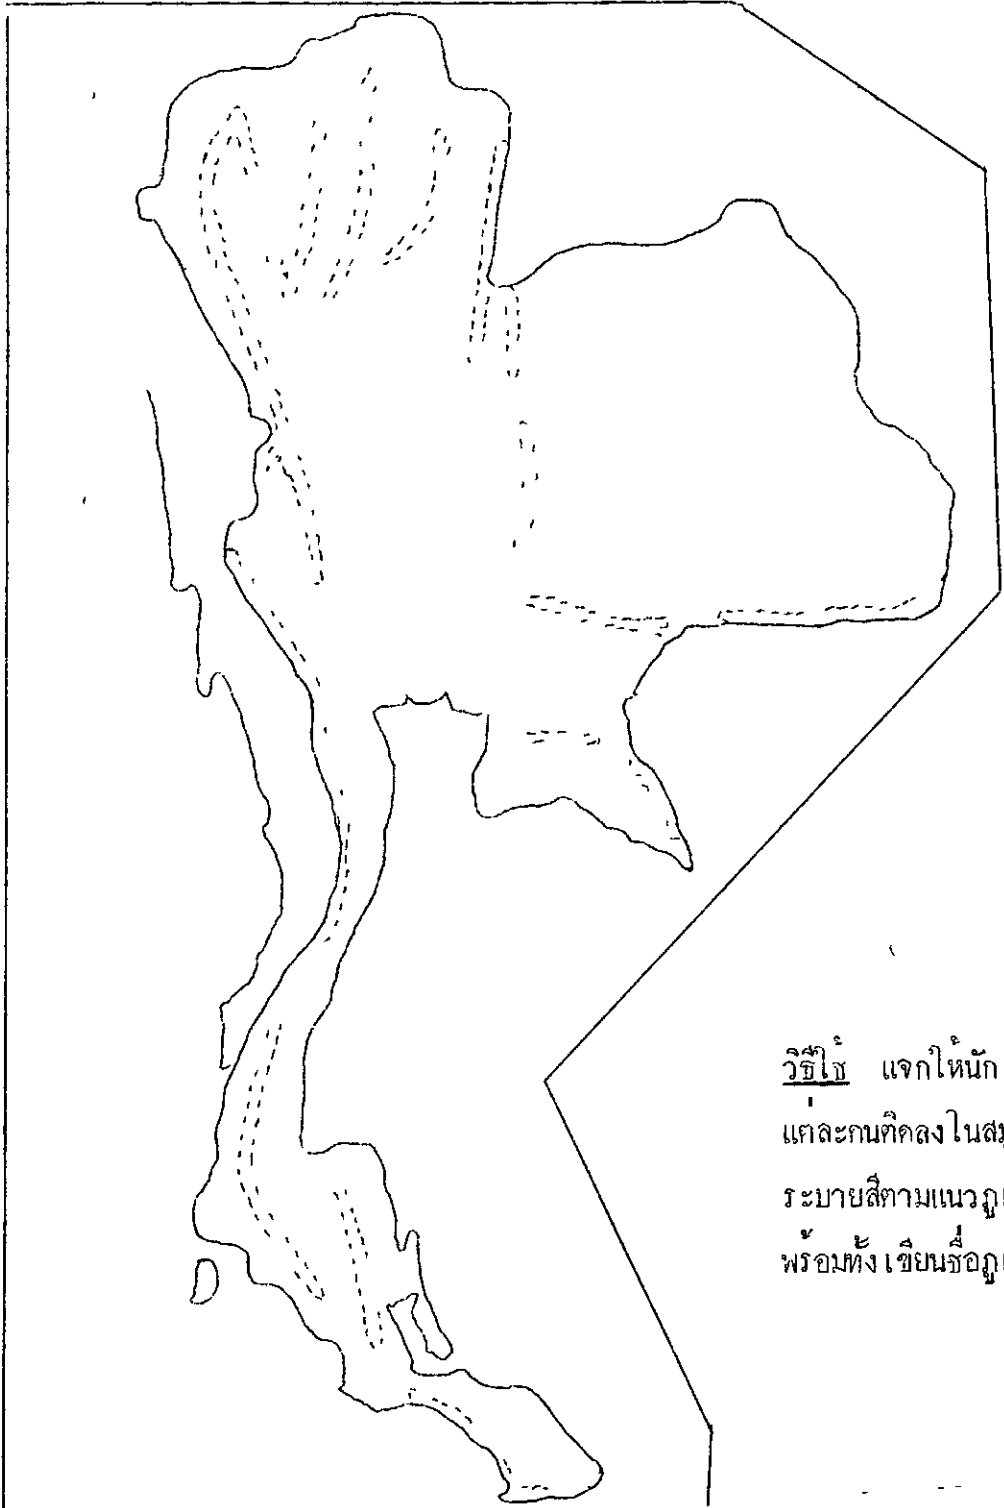 วิธีใช้ แจกให้นัก
แต่ละคนติดลงในสมุ
ระบายสีตามแนวภูเ
พร้อมทั้งเขียนชื่อภูเ